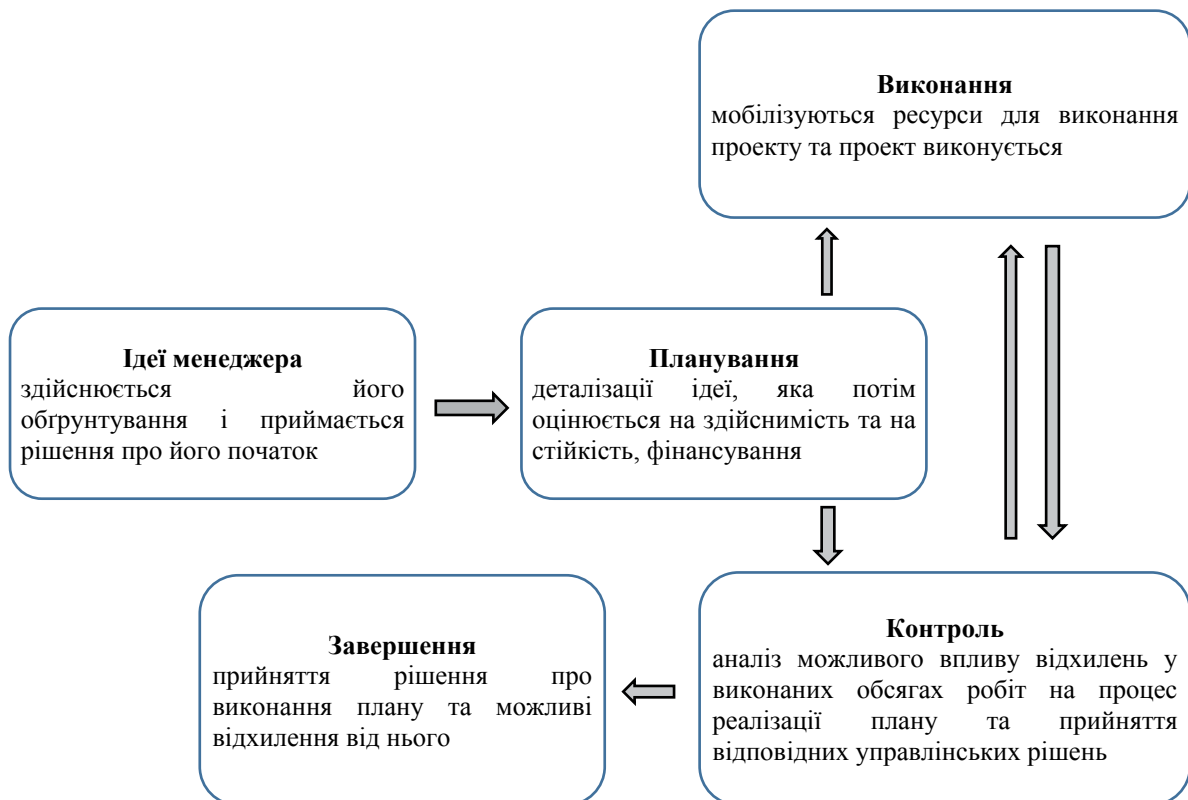 Виконання
мобілізуються ресурси для виконання
проекту та проект виконується
Ідеї менеджера
здійснюється його
обґрунтування і приймається
рішення про його початок
Планування
деталізації ідеї, яка потім
оцінюється на здійснимість та на
стійкість, фінансування
Завершення
прийняття рішення про
виконання плану та можливі
відхилення від нього
Контроль
аналіз можливого впливу відхилень у
виконаних обсягах робіт на процес
реалізації плану та прийняття
відповідних управлінських рішень